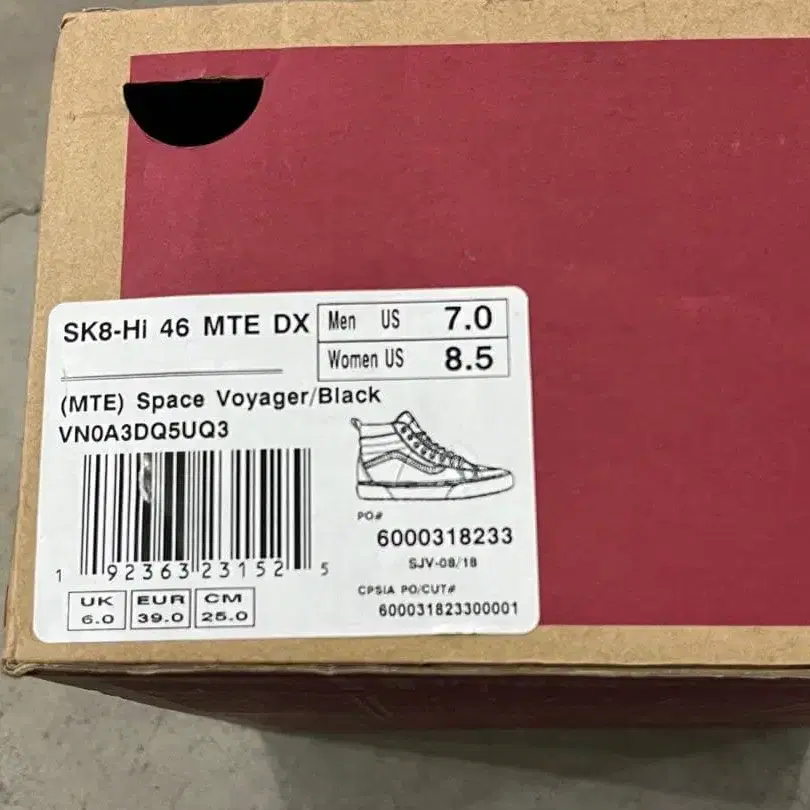 SK8-Hi 46 MTE DX
Men US 7.0
Women US 8.5
(MTE) Space Voyager/Black
VN0A3DQ5UQ3
PO#
6000318233
SJV-08/18
CPSIA PO/CUT#
600031823300001
1 92363 23152 5
UK 6.0
EUR 39.0
CM 25.0